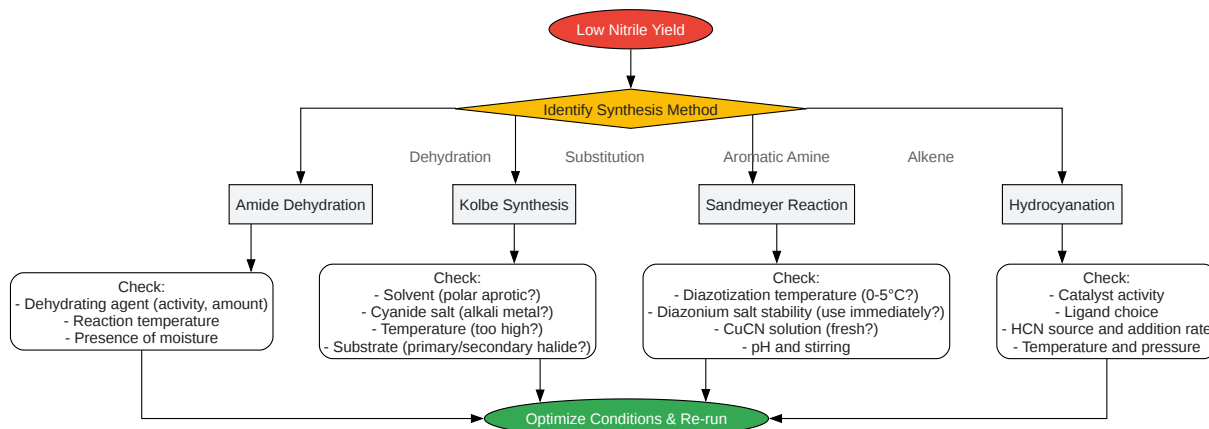 Low Nitrile Yield
Identify Synthesis Method
Dehydration
Substitution
Aromatic Amine
Alkene
Amide Dehydration
Kolbe Synthesis
Sandmeyer Reaction
Hydrocyanation
Check:
- Dehydrating agent (activity, amount)
- Reaction temperature
- Presence of moisture
Check:
- Solvent (polar aprotic?)
- Cyanide salt (alkali metal?)
- Temperature (too high?)
- Substrate (primary/secondary halide?)
Check:
- Diazotization temperature (0-5°C?)
- Diazonium salt stability (use immediately?)
- CuCN solution (fresh?)
- pH and stirring
Check:
- Catalyst activity
- Ligand choice
- HCN source and addition rate
- Temperature and pressure
Optimize Conditions & Re-run